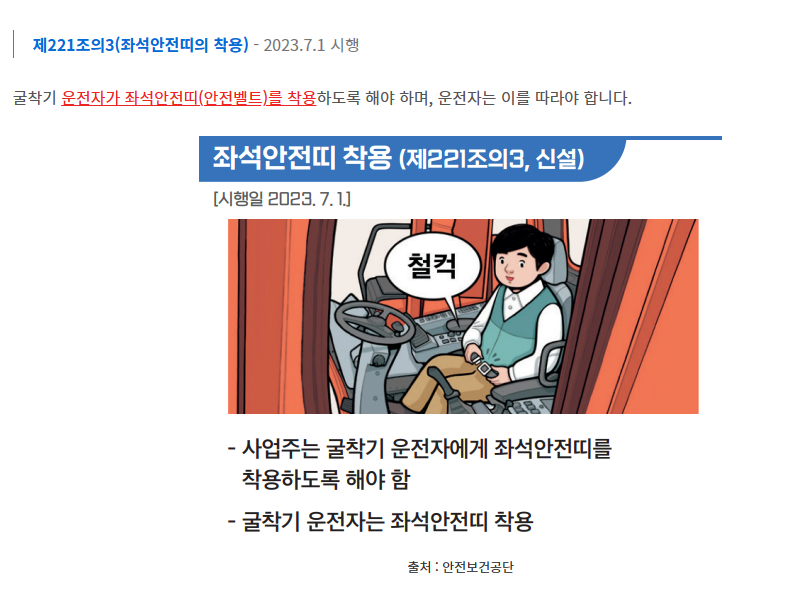 제221조의3(좌석안전띠의 착용) - 2023.7.1 시행
굴착기 운전자가 좌석안전띠(안전벨트)를 착용하도록 해야 하며, 운전자는 이를 따라야 합니다.
좌석안전띠 착용 (제221조의3, 신설)
[시행일 2023. 7. 1.]
철컥
- 사업주는 굴착기 운전자에게 좌석안전띠를
착용하도록 해야 함
- 굴착기 운전자는 좌석안전띠 착용
출처 : 안전보건공단